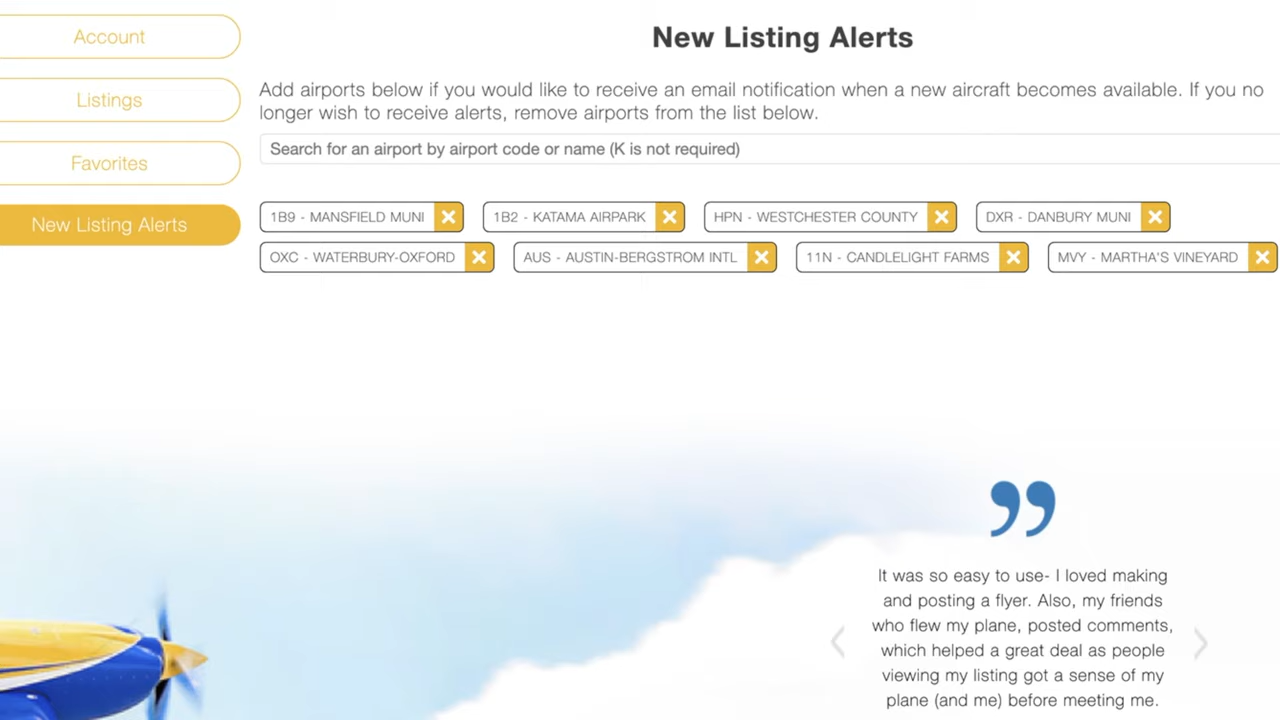 Account
Listings
Favorites
New Listing Alerts
New Listing Alerts
Add airports below if you would like to receive an email notification when a new aircraft becomes available. If you no
longer wish to receive alerts, remove airports from the list below.
Search for an airport by airport code or name (K is not required)
1B9 - MANSFIELD MUNI
1B2 - KATAMA AIRPARK
HPN - WESTCHESTER COUNTY
DXR - DANBURY MUNI
OXC - WATERBURY-OXFORD
AUS - AUSTIN-BERGSTROM INTL
11N - CANDLELIGHT FARMS
MVY - MARTHA'S VINEYARD
”
It was so easy to use- I loved making
and posting a flyer. Also, my friends
who flew my plane, posted comments,
which helped a great deal as people
viewing my listing got a sense of my
plane (and me) before meeting me.